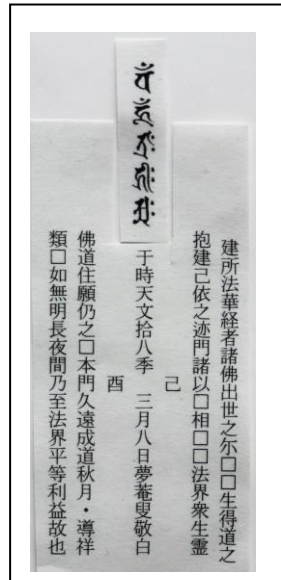 建所法華経者諸佛出世之尓□□生得道之
抱建己依之迹門諸以□相□□法界衆生霊
己
于時天文拾八季　三月八日夢菴叟敬白
酉
佛道住願仍之□本門久遠成道秋月・導祥
類□如無明長夜間乃至法界平等利益故也